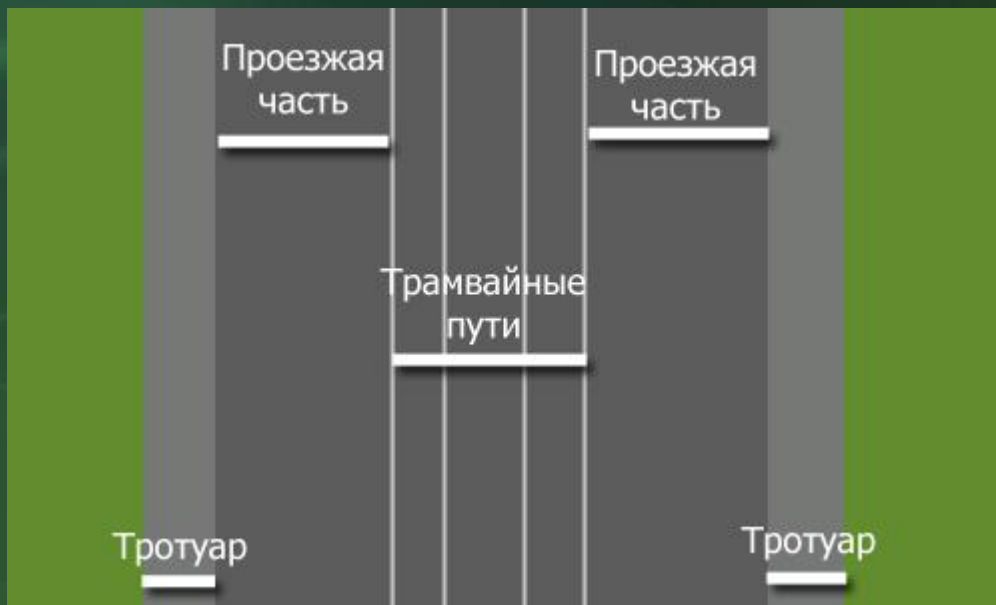 Проезжая
часть
Проезжая
часть
Трамвайные
пути
Тротуар
Тротуар